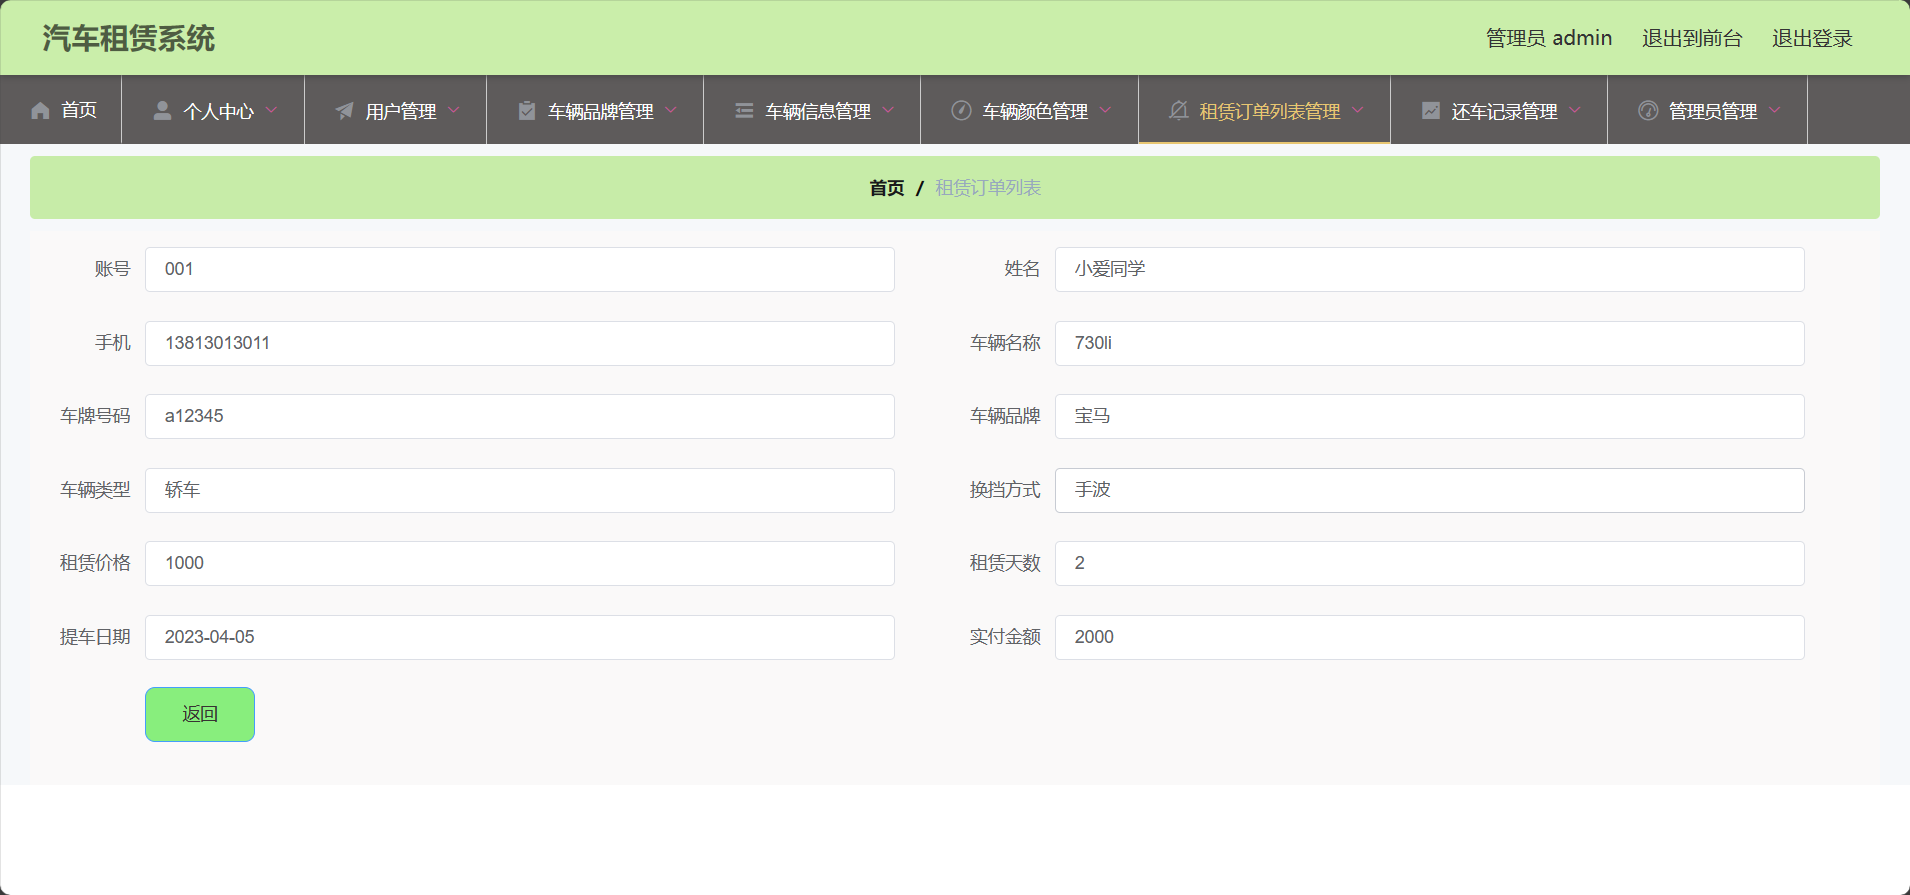 汽车租赁系统
管理员 admin 退出到前台 退出登录
首页 个人中心 用户管理 车辆品牌管理 车辆信息管理 车辆颜色管理 租赁订单列表管理 还车记录管理 管理员管理
首页 / 租赁订单列表
账号 001 姓名 小爱同学
手机 13813013011 车辆名称 730li
车牌号码 a12345 车辆品牌 宝马
车辆类型 轿车 换挡方式 手波
租赁价格 1000 租赁天数 2
提车日期 2023-04-05 实付金额 2000
返回